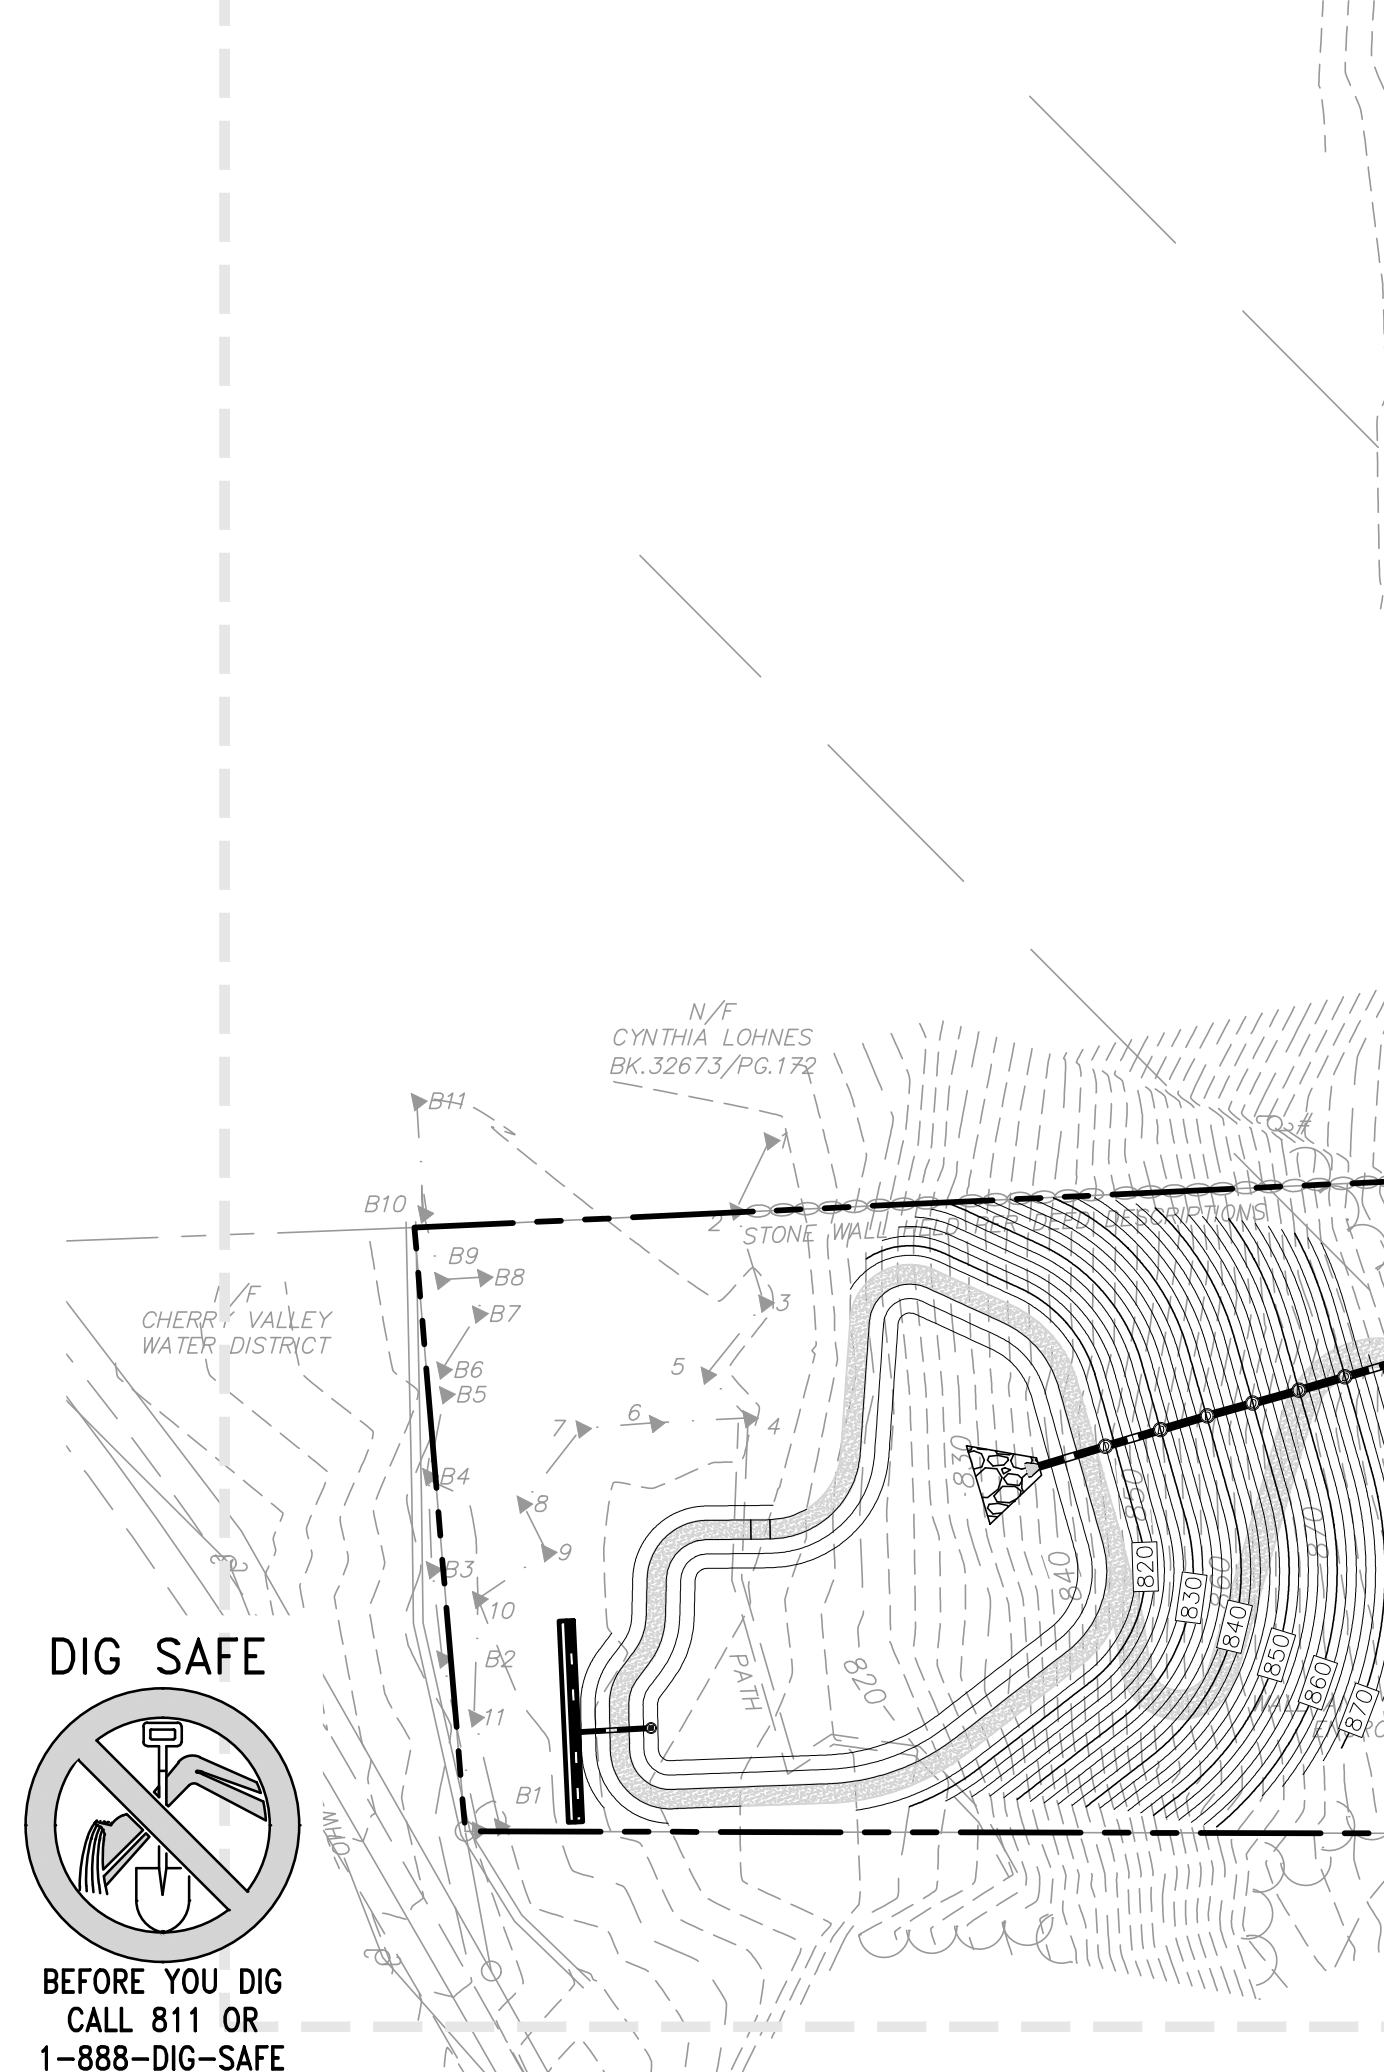 N/F
CYNTHIA LOHNES
BK.32673/PG.172
B11
1
B10
2
STONE WALL HELD PER DEED DESCRIPTIONS
B9
B8
N/F
CHERRY VALLEY
WATER DISTRICT
B7
3
B6
5
B5
6
7
4
B4
830
8
850
870
9
B3
840
820
860
830
10
840
B2
PATH
820
850
860
870
11
B1
OHW
DIG SAFE
BEFORE YOU DIG
CALL 811 OR
1-888-DIG-SAFE